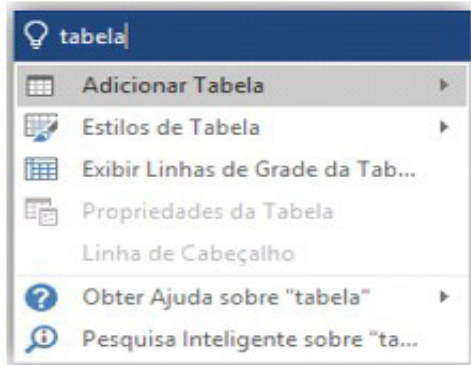 tabela
Adicionar Tabela
Estilos de Tabela
Exibir Linhas de Grade da Tab...
Propriedades da Tabela
Linha de Cabeçalho
Obter Ajuda sobre "tabela"
Pesquisa Inteligente sobre "ta...